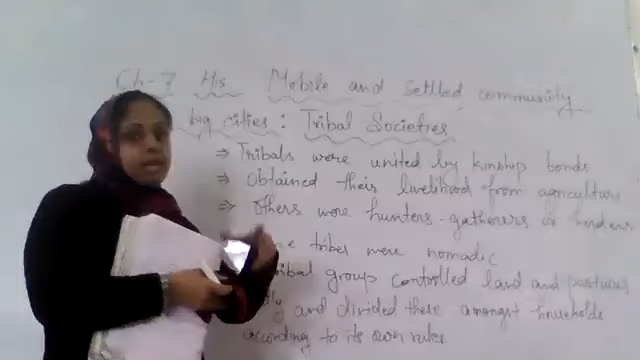 Ch-7 His Mobile and settled community
big cities: Tribal Societies
⇒ Tribals were united by kinship bonds
⇒ obtained their livelihood from agriculture
⇒ others were hunters-gatherers or herders
tribes were nomadic
tribal group controlled land and pastures
and divided these amongst households
according to its own rules